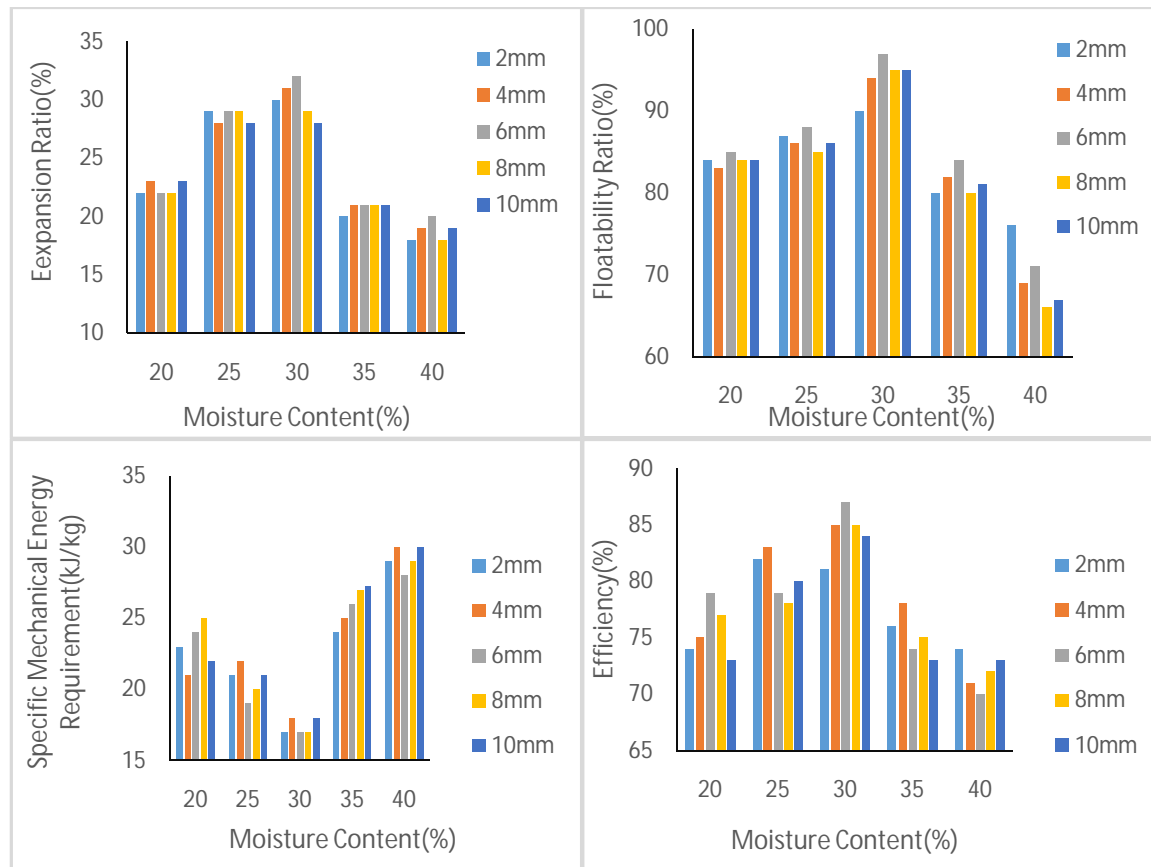 Eexpansion Ratio(%)
35
30
25
20
15
10
20 25 30 35 40
Moisture Content(%)
2mm
4mm
6mm
8mm
10mm
Floatability Ratio(%)
100
90
80
70
60
20 25 30 35 40
Moisture Content(%)
2mm
4mm
6mm
8mm
10mm
Specific Mechanical Energy
Requirement(kJ/kg)
35
30
25
20
15
20 25 30 35 40
Moisture Content(%)
2mm
4mm
6mm
8mm
10mm
Efficiency(%)
90
85
80
75
70
65
20 25 30 35 40
Moisture Content(%)
2mm
4mm
6mm
8mm
10mm